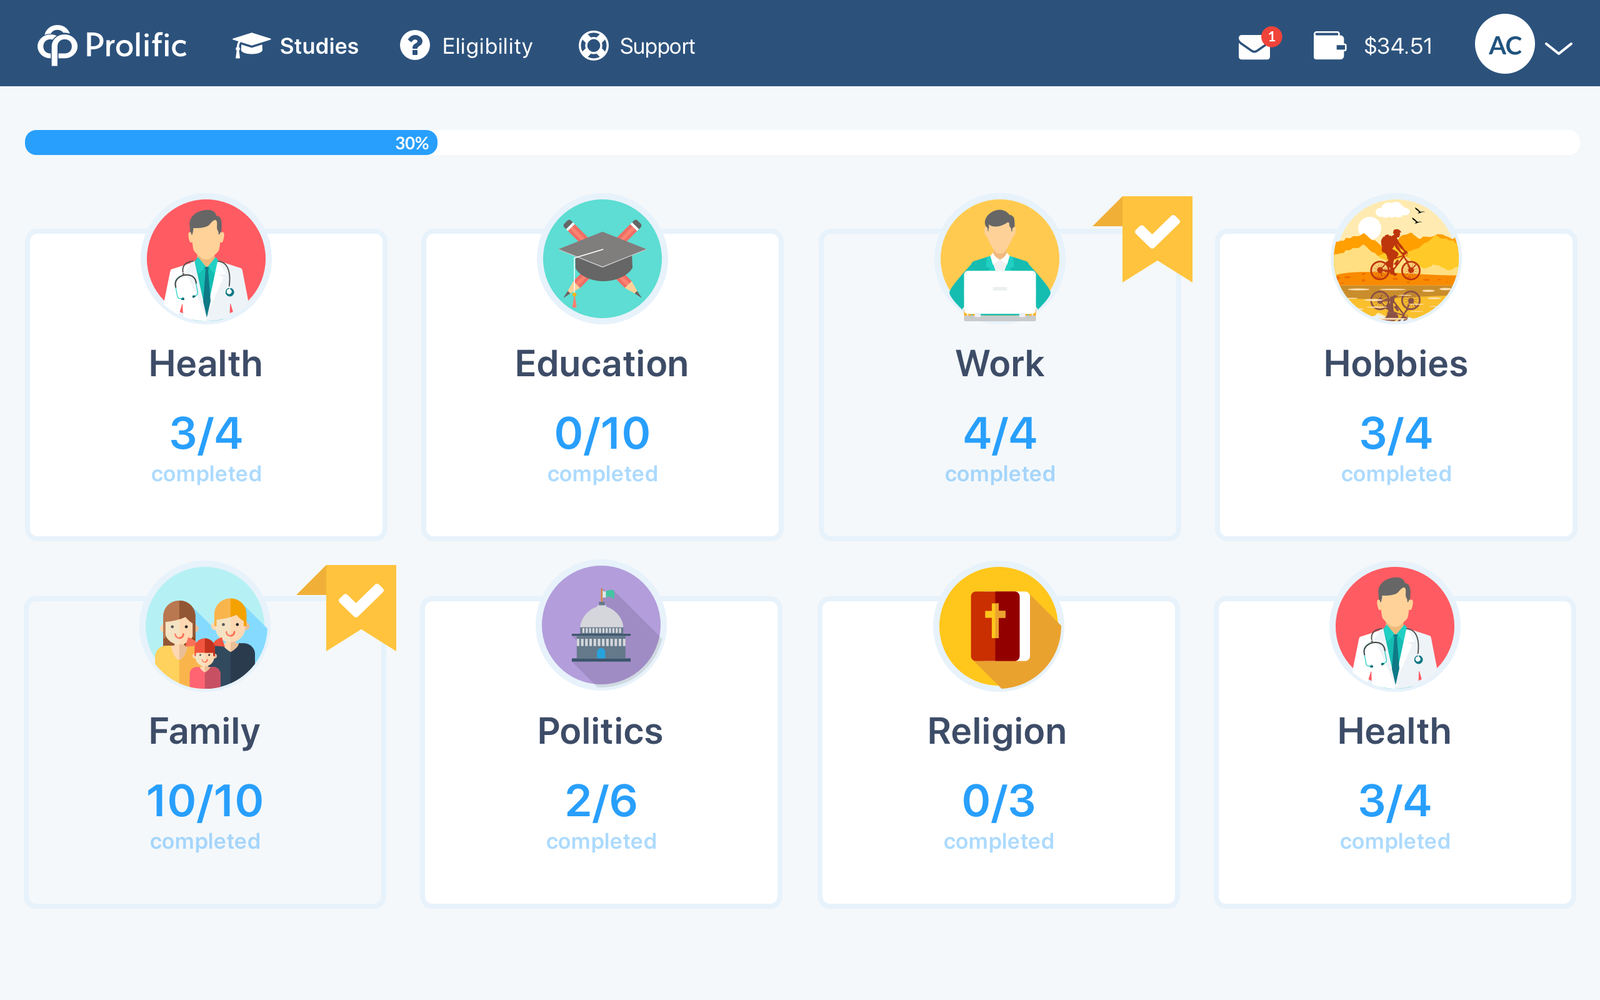 Prolific Studies Eligibility Support 1 $34.51 AC
30%
Health Education Work Hobbies
3/4 0/10 4/4 3/4
completed completed completed completed
Family Politics Religion Health
10/10 2/6 0/3 3/4
completed completed completed completed